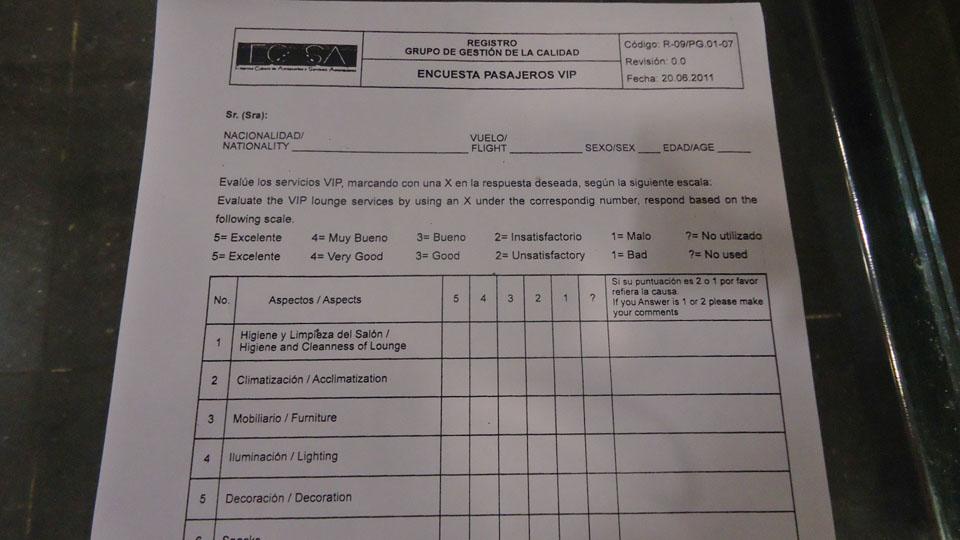 REGISTRO
GRUPO DE GESTIÓN DE LA CALIDAD
ENCUESTA PASAJEROS VIP
Código: R-09/PG.01-07
Revisión: 0.0
Fecha: 20.06.2011
Sr. (Sra):
NACIONALIDAD/
NATIONALITY
VUELO/
FLIGHT
SEXO/SEX
EDAD/AGE
Evalúe los servicios VIP, marcando con una X en la respuesta deseada, según la siguiente escala:
Evaluate the VIP lounge services by using an X under the correspondig number, respond based on the
following scale.
5= Excelente 4= Muy Bueno 3= Bueno 2= Insatisfactorio 1= Malo ?= No utilizado
5= Excelente 4= Very Good 3= Good 2= Unsatisfactory 1= Bad ?= No used
No. Aspectos / Aspects 5 4 3 2 1 ?
Si su puntuación es 2 o 1 por favor
refiera la causa.
If you Answer is 1 or 2 please make
your comments
1 Higiene y Limpieza del Salón /
Higiene and Cleanness of Lounge
2 Climatización / Acclimatization
3 Mobiliario / Furniture
4 Iluminación / Lighting
5 Decoración / Decoration